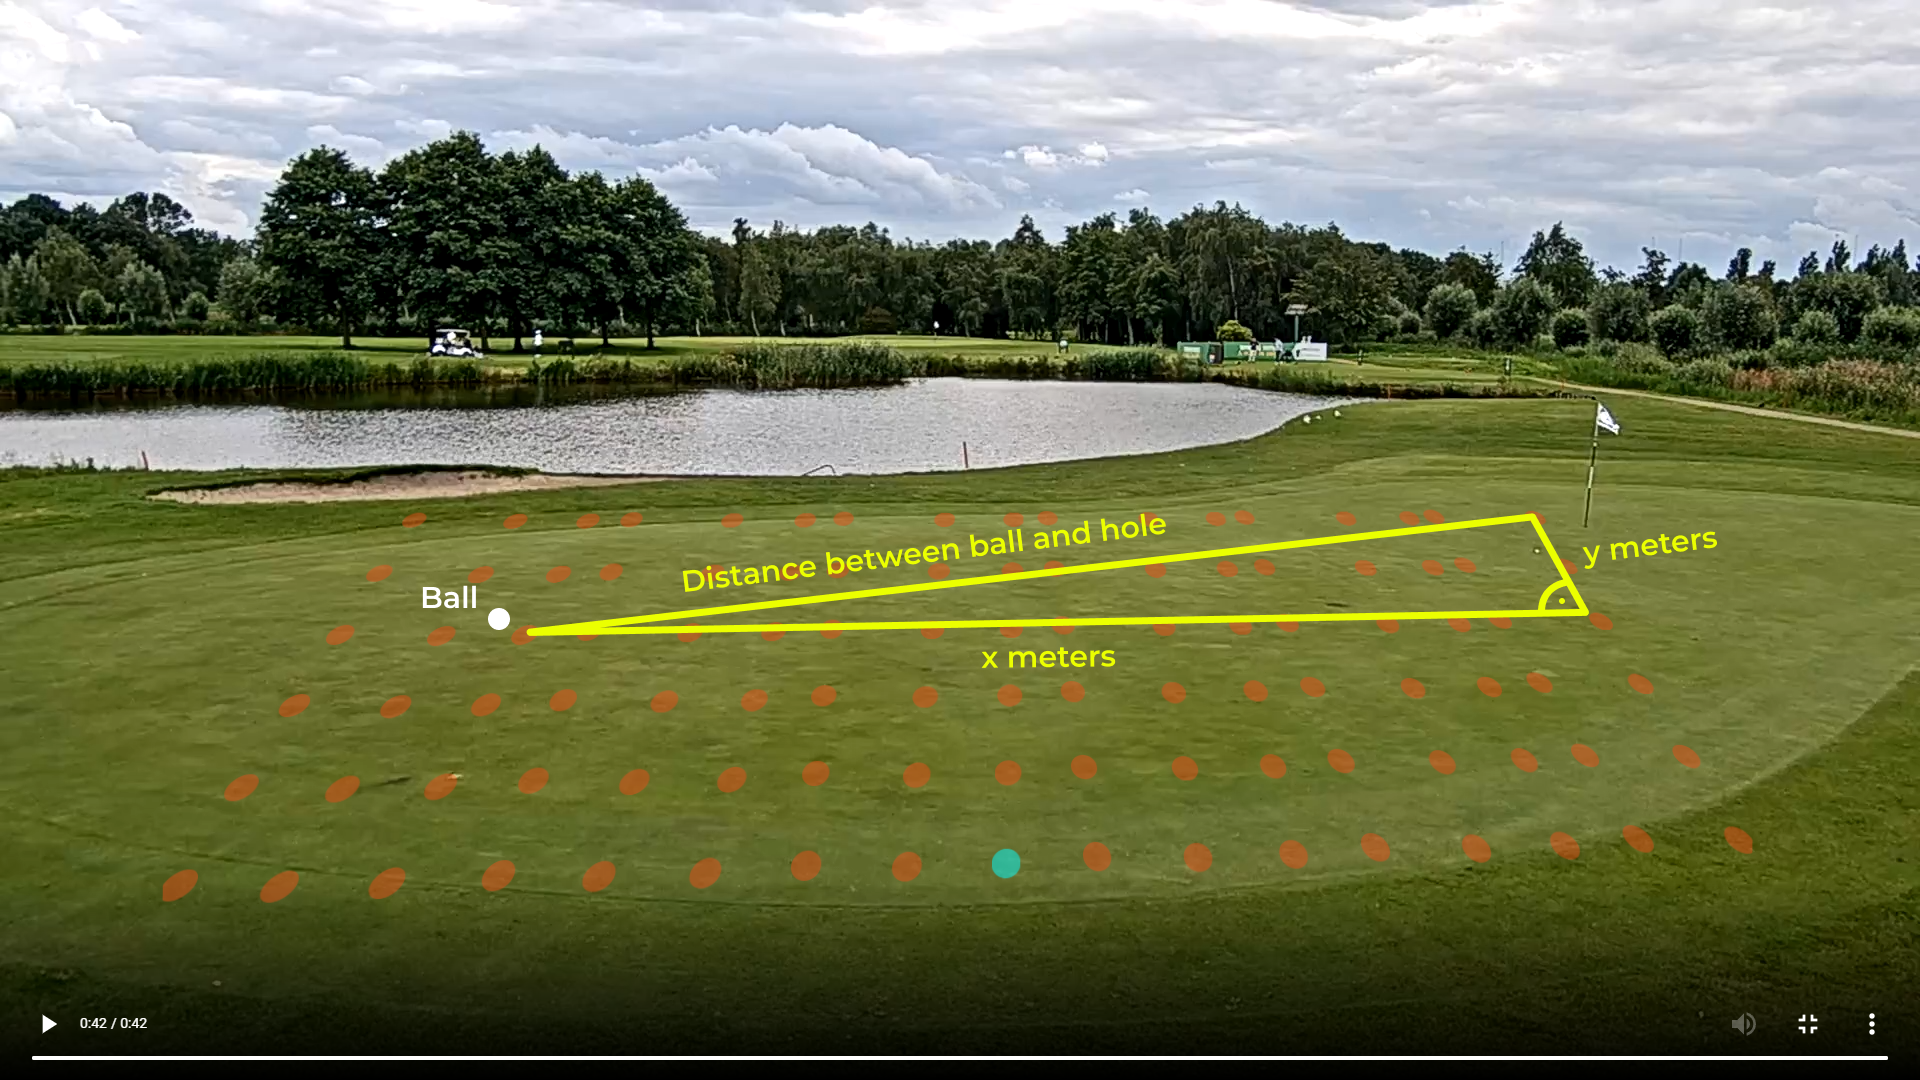 Distance between ball and hole
y meters
Ball
x meters
0:42 / 0:42